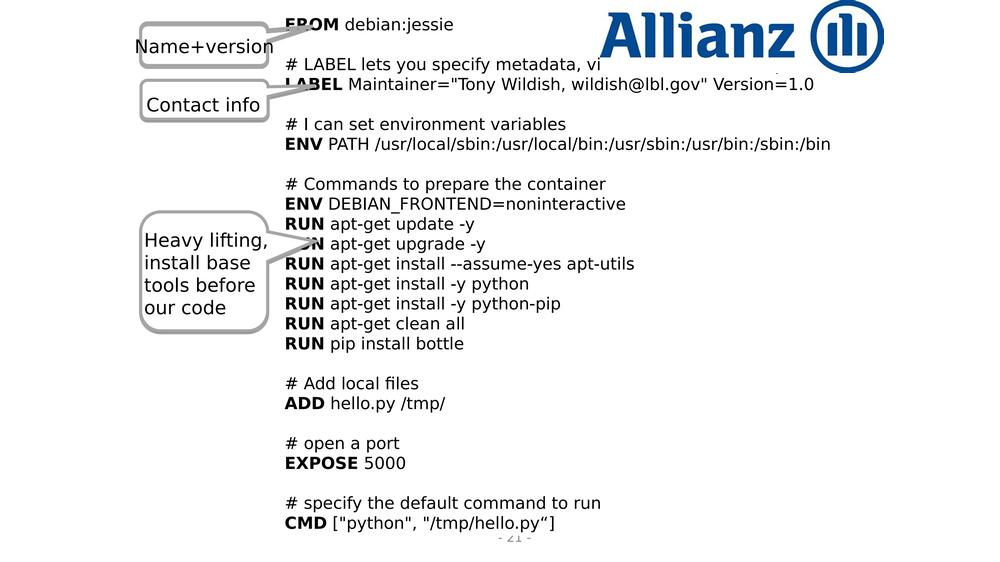 Name+version
Contact info
Heavy lifting,
install base
tools before
our code
FROM debian:jessie
# LABEL lets you specify metadata, vi
LABEL Maintainer="Tony Wildish, wildish@lbl.gov" Version=1.0
# I can set environment variables
ENV PATH /usr/local/sbin:/usr/local/bin:/usr/sbin:/usr/bin:/sbin:/bin
# Commands to prepare the container
ENV DEBIAN_FRONTEND=noninteractive
RUN apt-get update -y
RUN apt-get upgrade -y
RUN apt-get install --assume-yes apt-utils
RUN apt-get install -y python
RUN apt-get install -y python-pip
RUN apt-get clean all
RUN pip install bottle
# Add local files
ADD hello.py /tmp/
# open a port
EXPOSE 5000
# specify the default command to run
CMD ["python", "/tmp/hello.py“]
- 21 -
Allianz